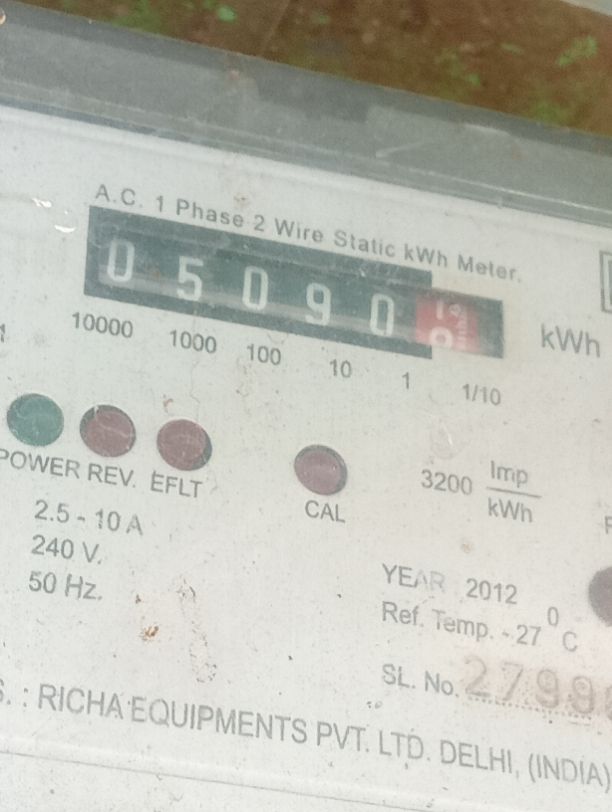 A.C. 1 Phase 2 Wire Static kWh Meter.
0 5 0 9 0
kWh
10000 1000 100 10 1 1/10
POWER REV. EFLT
CAL
3200 Imp
kWh
2.5 - 10 A
240 V.
50 Hz.
YEAR 2012
Ref. Temp. - 27 0 C
SL. No. 2799
S. : RICHA EQUIPMENTS PVT. LTD. DELHI, (INDIA)